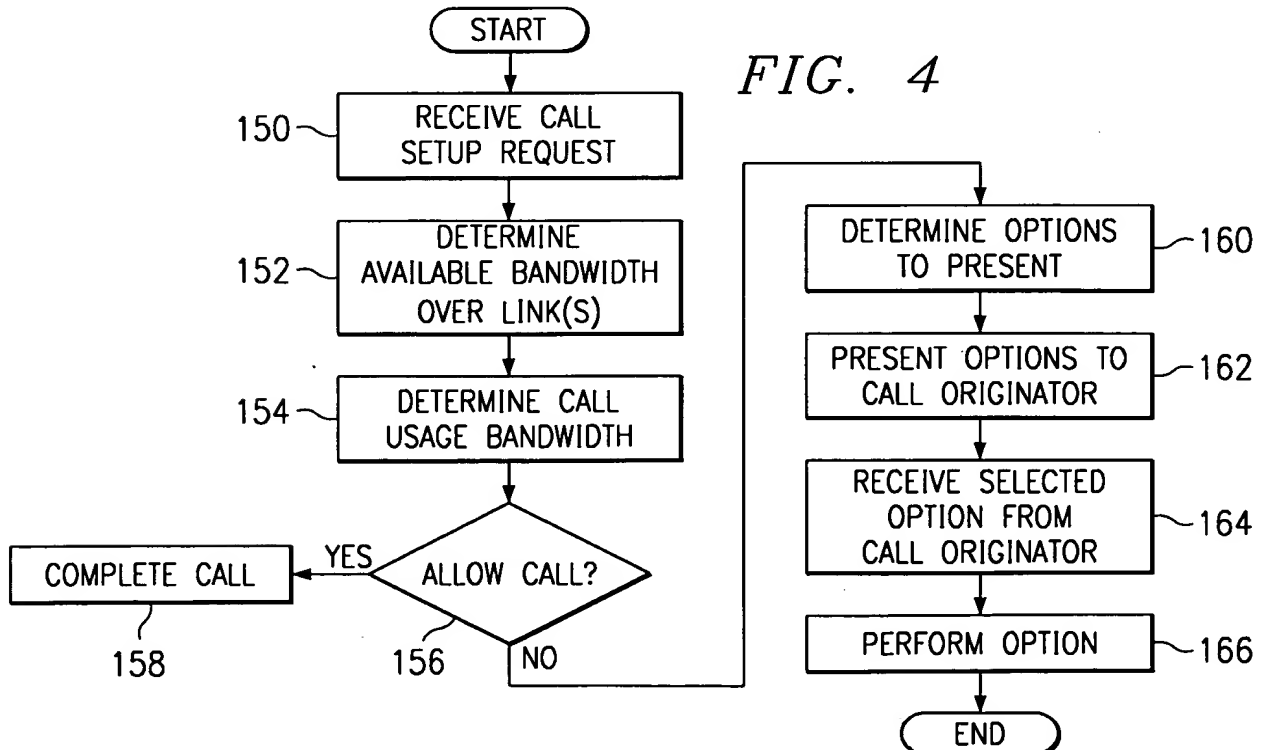 START
FIG. 4
150
RECEIVE CALL
SETUP REQUEST
152
DETERMINE
AVAILABLE BANDWIDTH
OVER LINK(S)
154
DETERMINE CALL
USAGE BANDWIDTH
ALLOW CALL?
156
YES
COMPLETE CALL
158
NO
DETERMINE OPTIONS
TO PRESENT
160
PRESENT OPTIONS TO
CALL ORIGINATOR
162
RECEIVE SELECTED
OPTION FROM
CALL ORIGINATOR
164
PERFORM OPTION
166
END